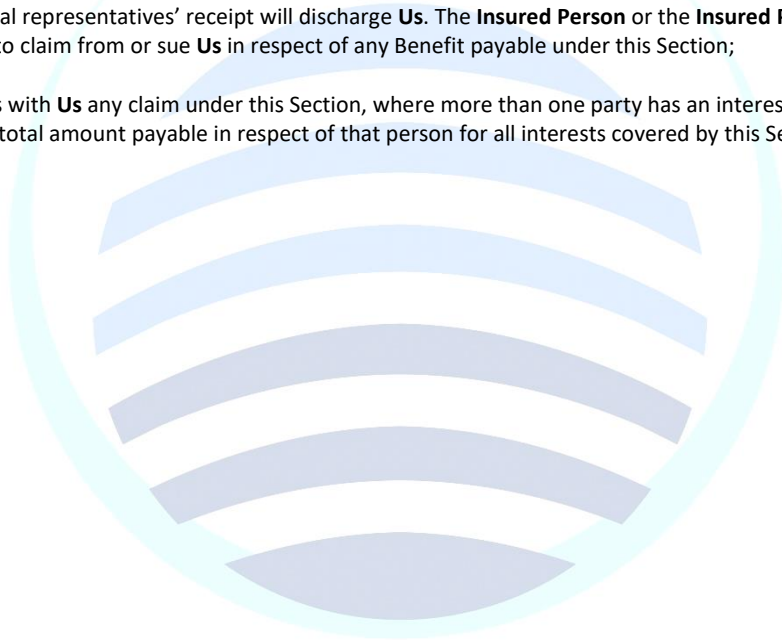 al representatives’ receipt will discharge Us. The Insured Person or the Insured
to claim from or sue Us in respect of any Benefit payable under this Section;
s with Us any claim under this Section, where more than one party has an
total amount payable in respect of that person for all interests covered by this